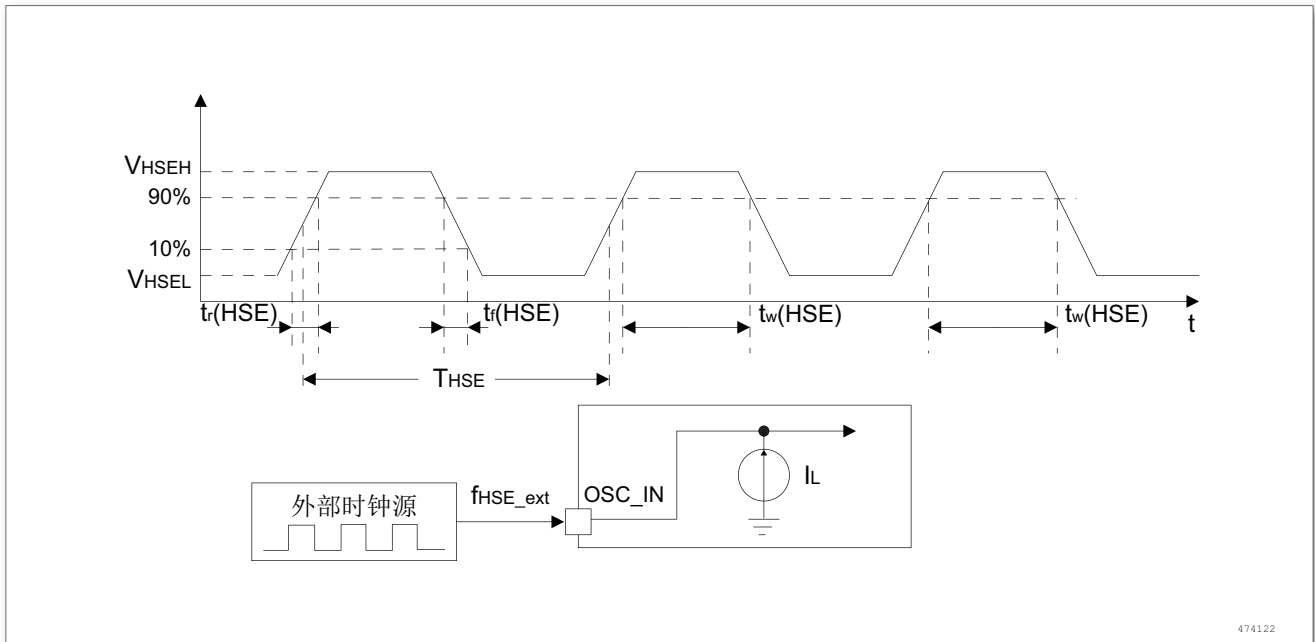 VHSEH
90%
10%
VHSEL
tr(HSE)
tf(HSE)
tw(HSE)
tw(HSE)
t
THSE
外部时钟源
fHSE_ext
OSC_IN
IL
474122